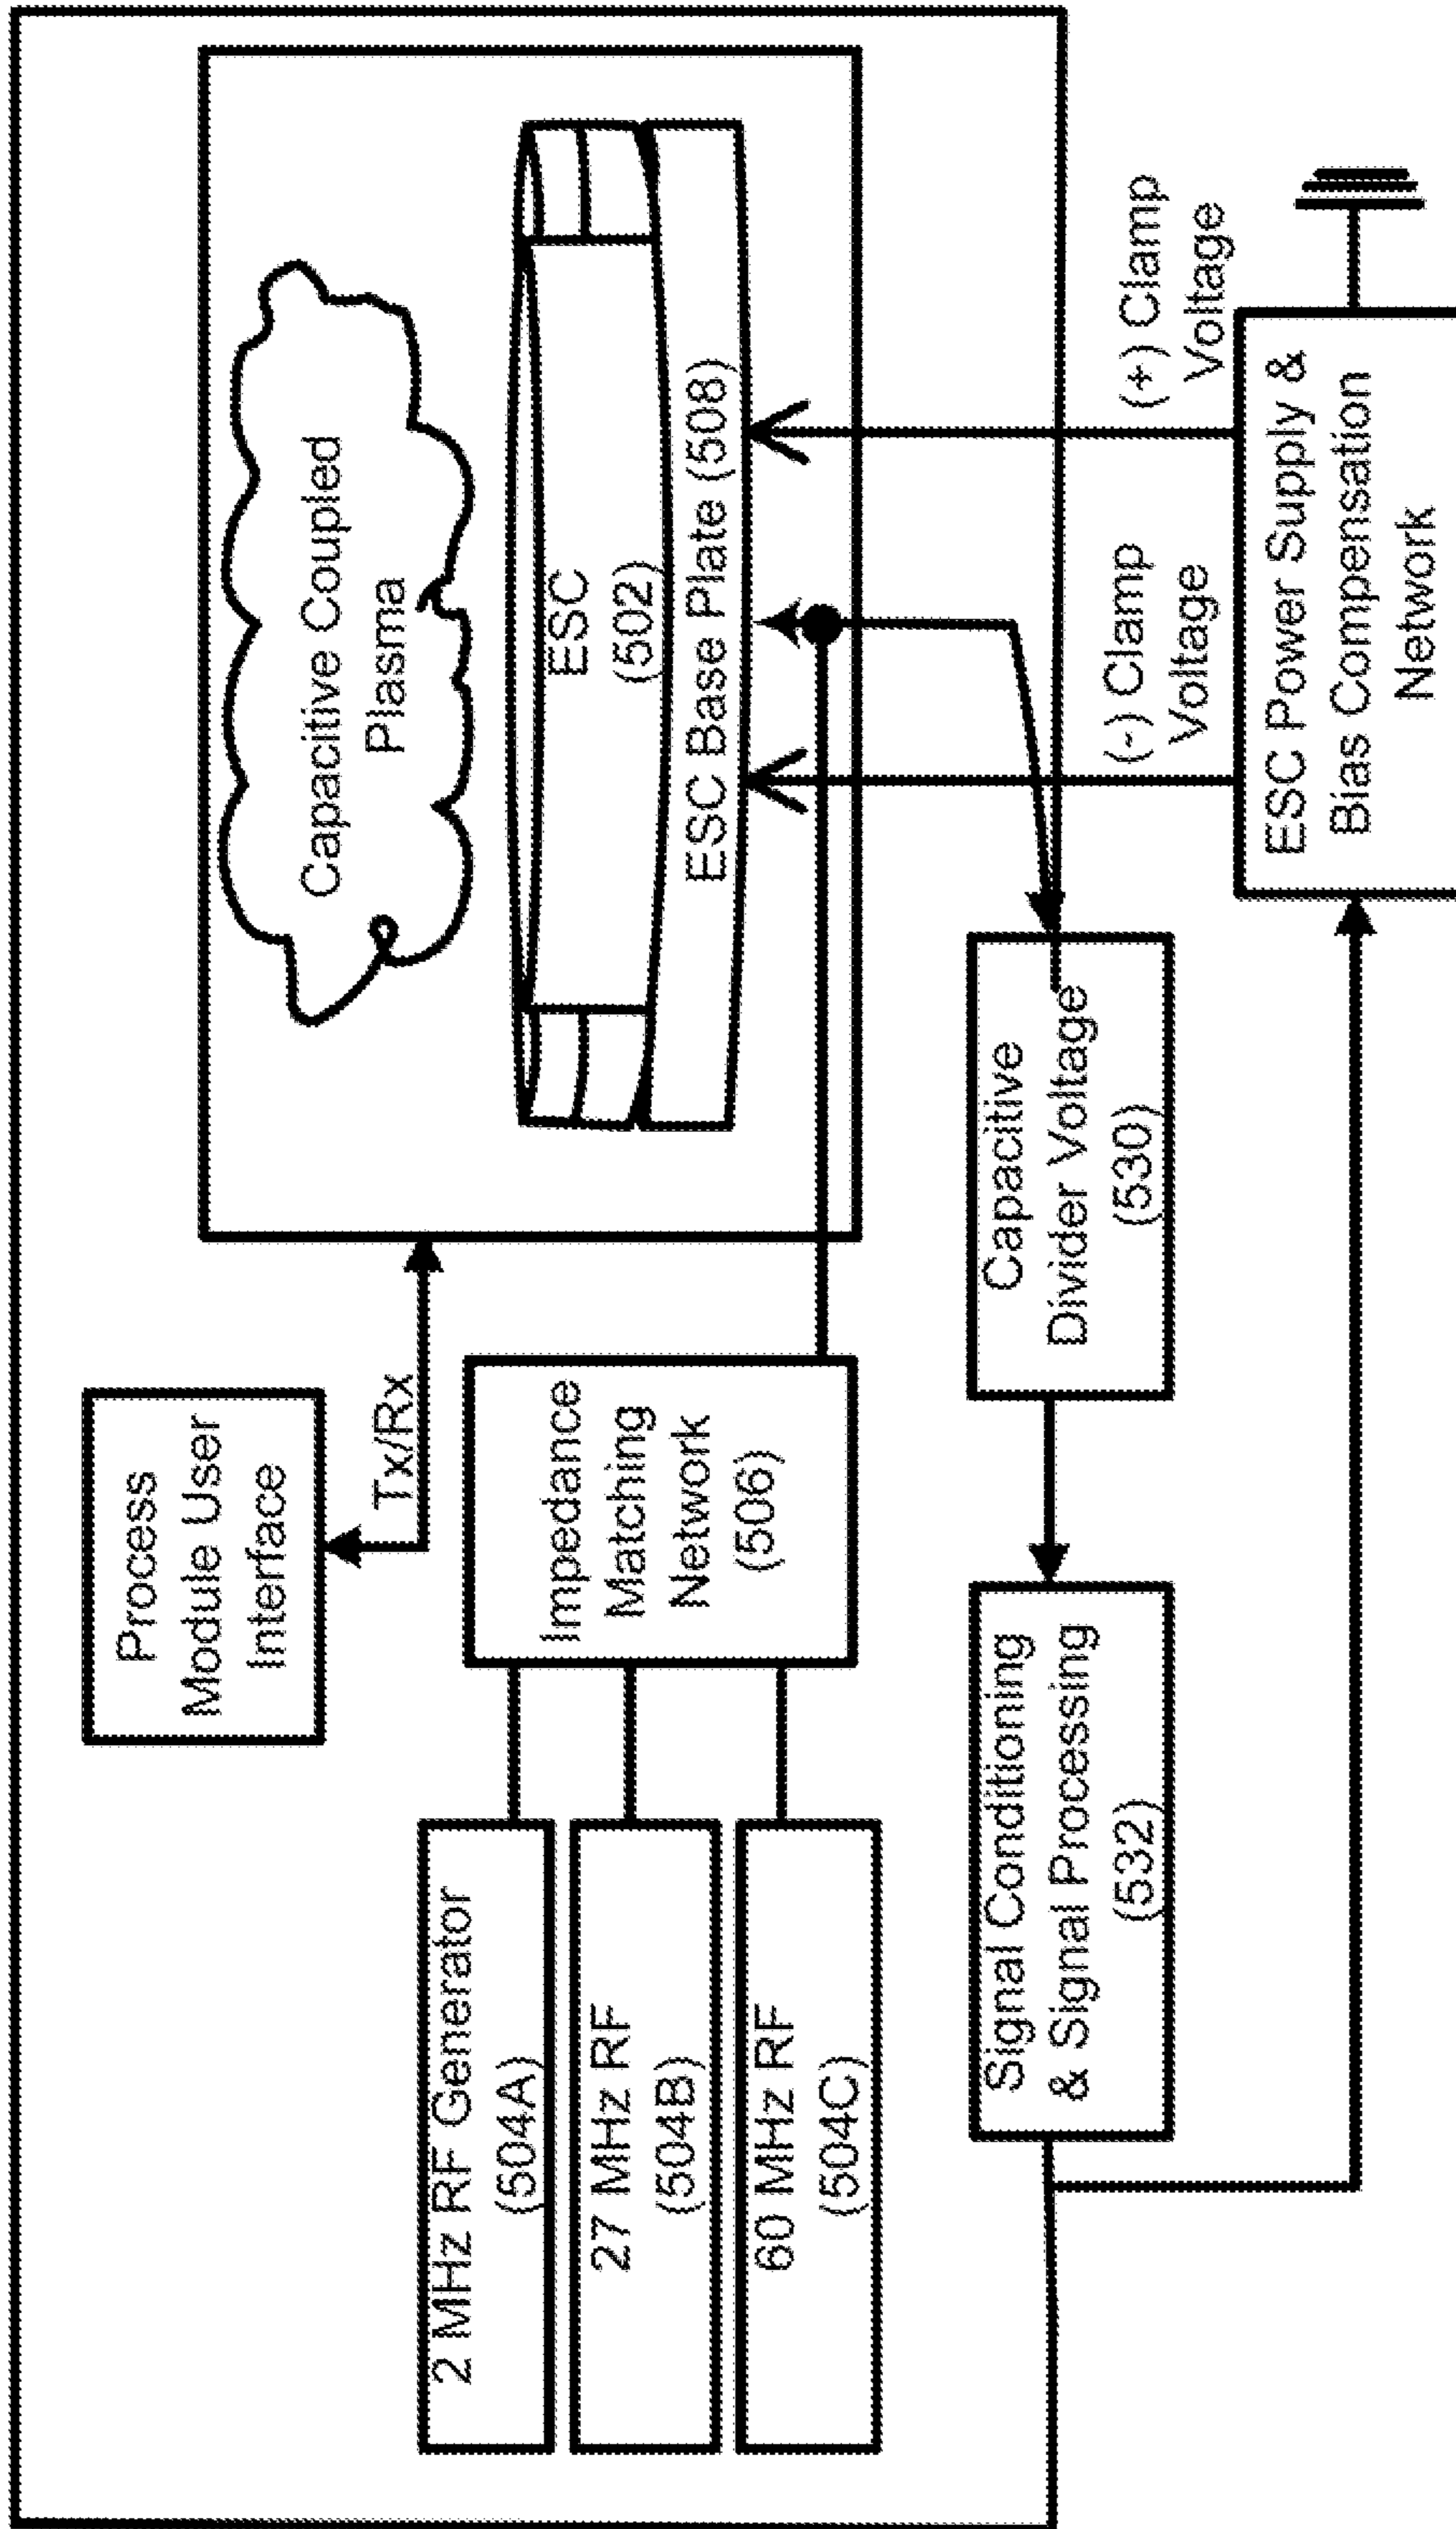 Process
Module User
Interface
Tx/Rx
Capacitive Coupled
Plasma
ESC
(502)
ESC Base Plate (508)
2 MHz RF Generator
(504A)
27 MHz RF
(504B)
60 MHz RF
(504C)
Impedance
Matching
Network
(506)
Signal Conditioning
& Signal Processing
(532)
Capacitive
Divider Voltage
(530)
(-) Clamp
Voltage
(+) Clamp
Voltage
ESC Power Supply &
Bias Compensation
Network